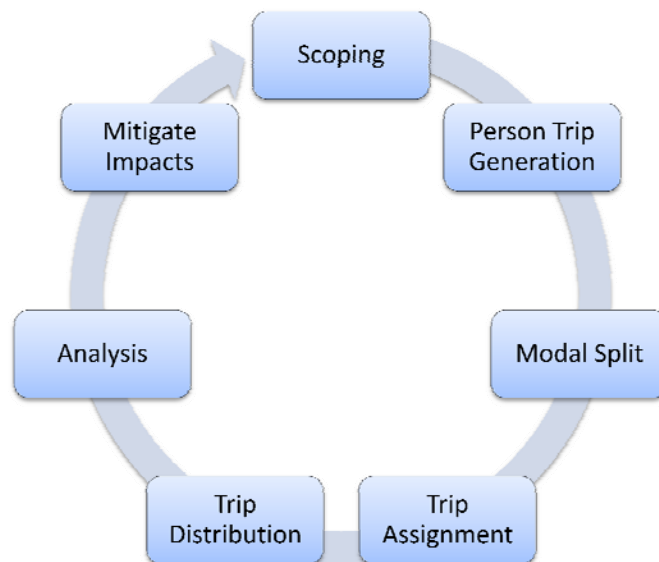 Scoping
Person Trip
Generation
Modal Split
Trip
Assignment
Trip
Distribution
Analysis
Mitigate
Impacts